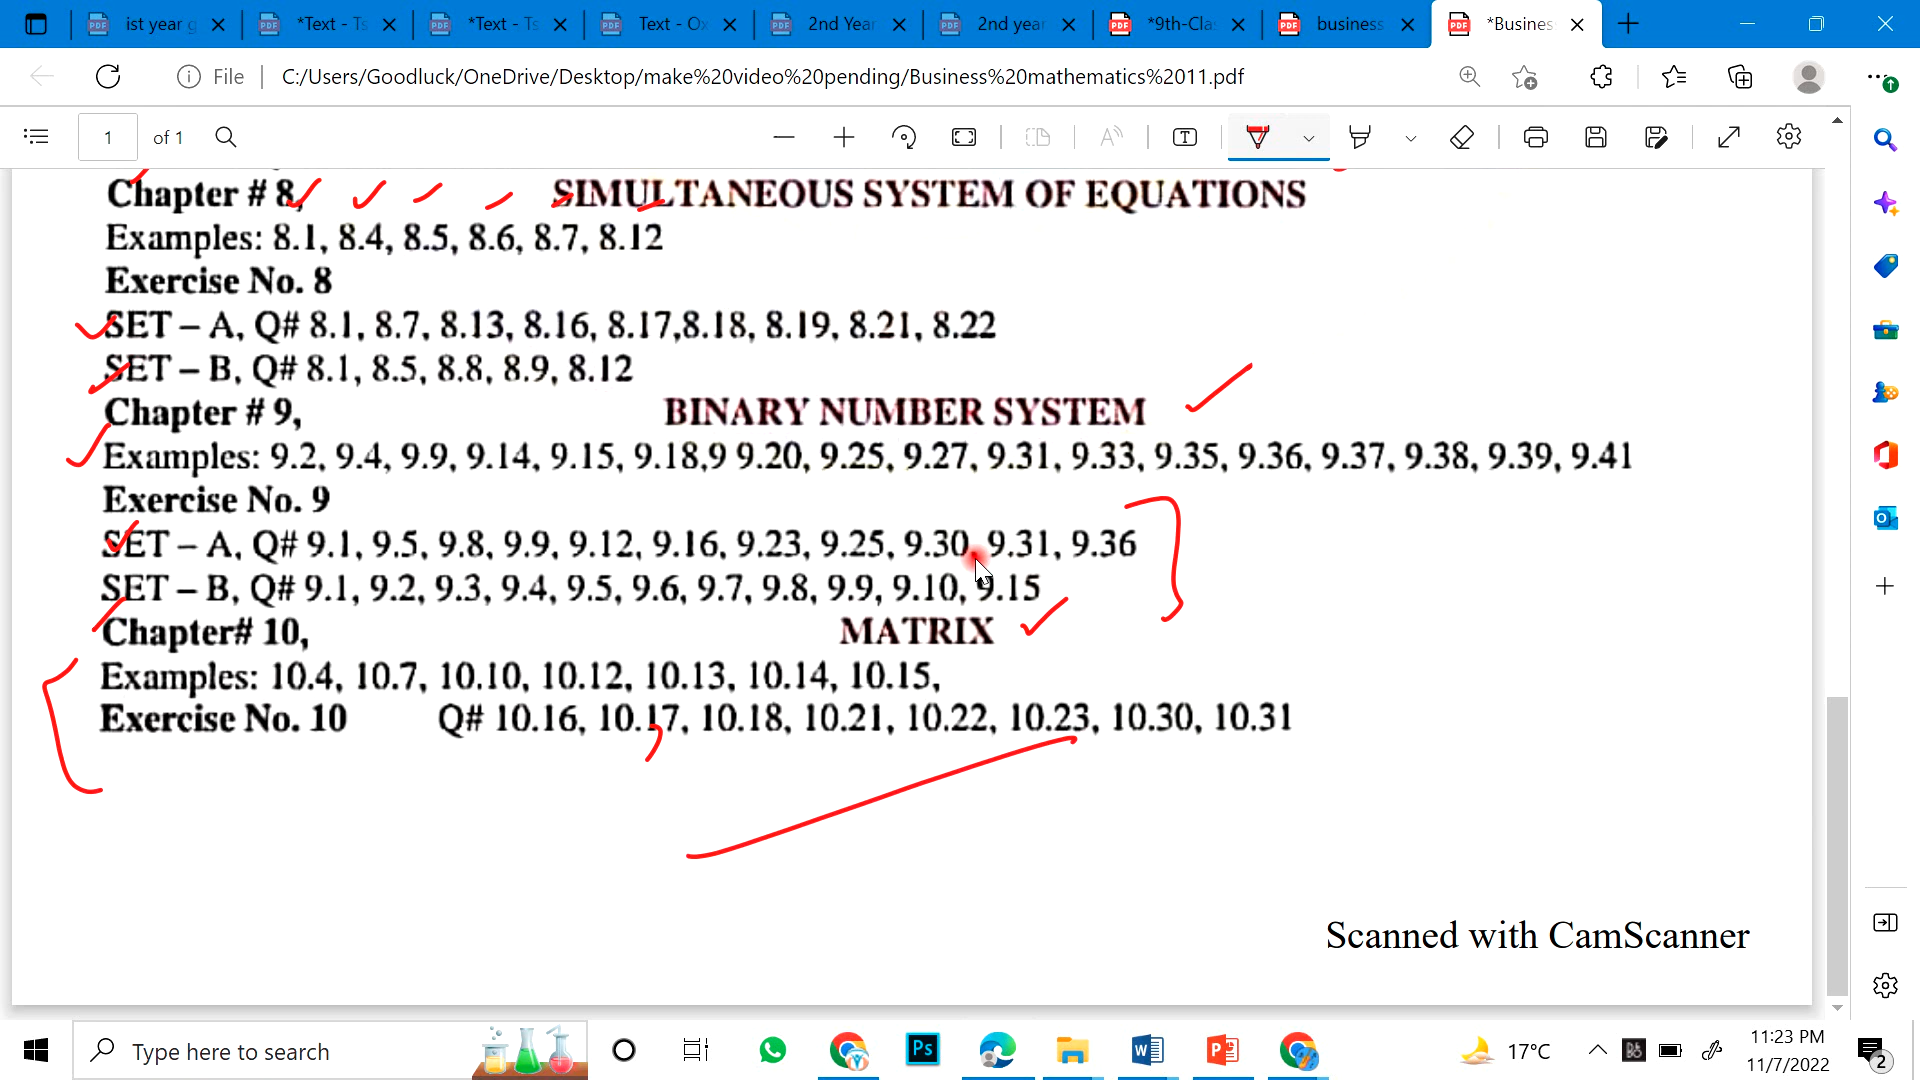 ist year g
*Text - Ts
*Text - Ts
Text - Ox
2nd Year
2nd year
*9th-Clas
business
*Busines
File
C:/Users/Goodluck/OneDrive/Desktop/make%20video%20pending/Business%20mathematics%2011.pdf
1 of 1
Chapter # 8, SIMULTANEOUS SYSTEM OF EQUATIONS
Examples: 8.1, 8.4, 8.5, 8.6, 8.7, 8.12
Exercise No. 8
SET – A, Q# 8.1, 8.7, 8.13, 8.16, 8.17,8.18, 8.19, 8.21, 8.22
SET – B, Q# 8.1, 8.5, 8.8, 8.9, 8.12
Chapter # 9, BINARY NUMBER SYSTEM
Examples: 9.2, 9.4, 9.9, 9.14, 9.15, 9.18,9 9.20, 9.25, 9.27, 9.31, 9.33, 9.35, 9.36, 9.37, 9.38, 9.39, 9.41
Exercise No. 9
SET – A, Q# 9.1, 9.5, 9.8, 9.9, 9.12, 9.16, 9.23, 9.25, 9.30, 9.31, 9.36
SET – B, Q# 9.1, 9.2, 9.3, 9.4, 9.5, 9.6, 9.7, 9.8, 9.9, 9.10, 9.15
Chapter# 10, MATRIX
Examples: 10.4, 10.7, 10.10, 10.12, 10.13, 10.14, 10.15,
Exercise No. 10 Q# 10.16, 10.17, 10.18, 10.21, 10.22, 10.23, 10.30, 10.31
Scanned with CamScanner
Type here to search
17°C
11:23 PM
11/7/2022
2